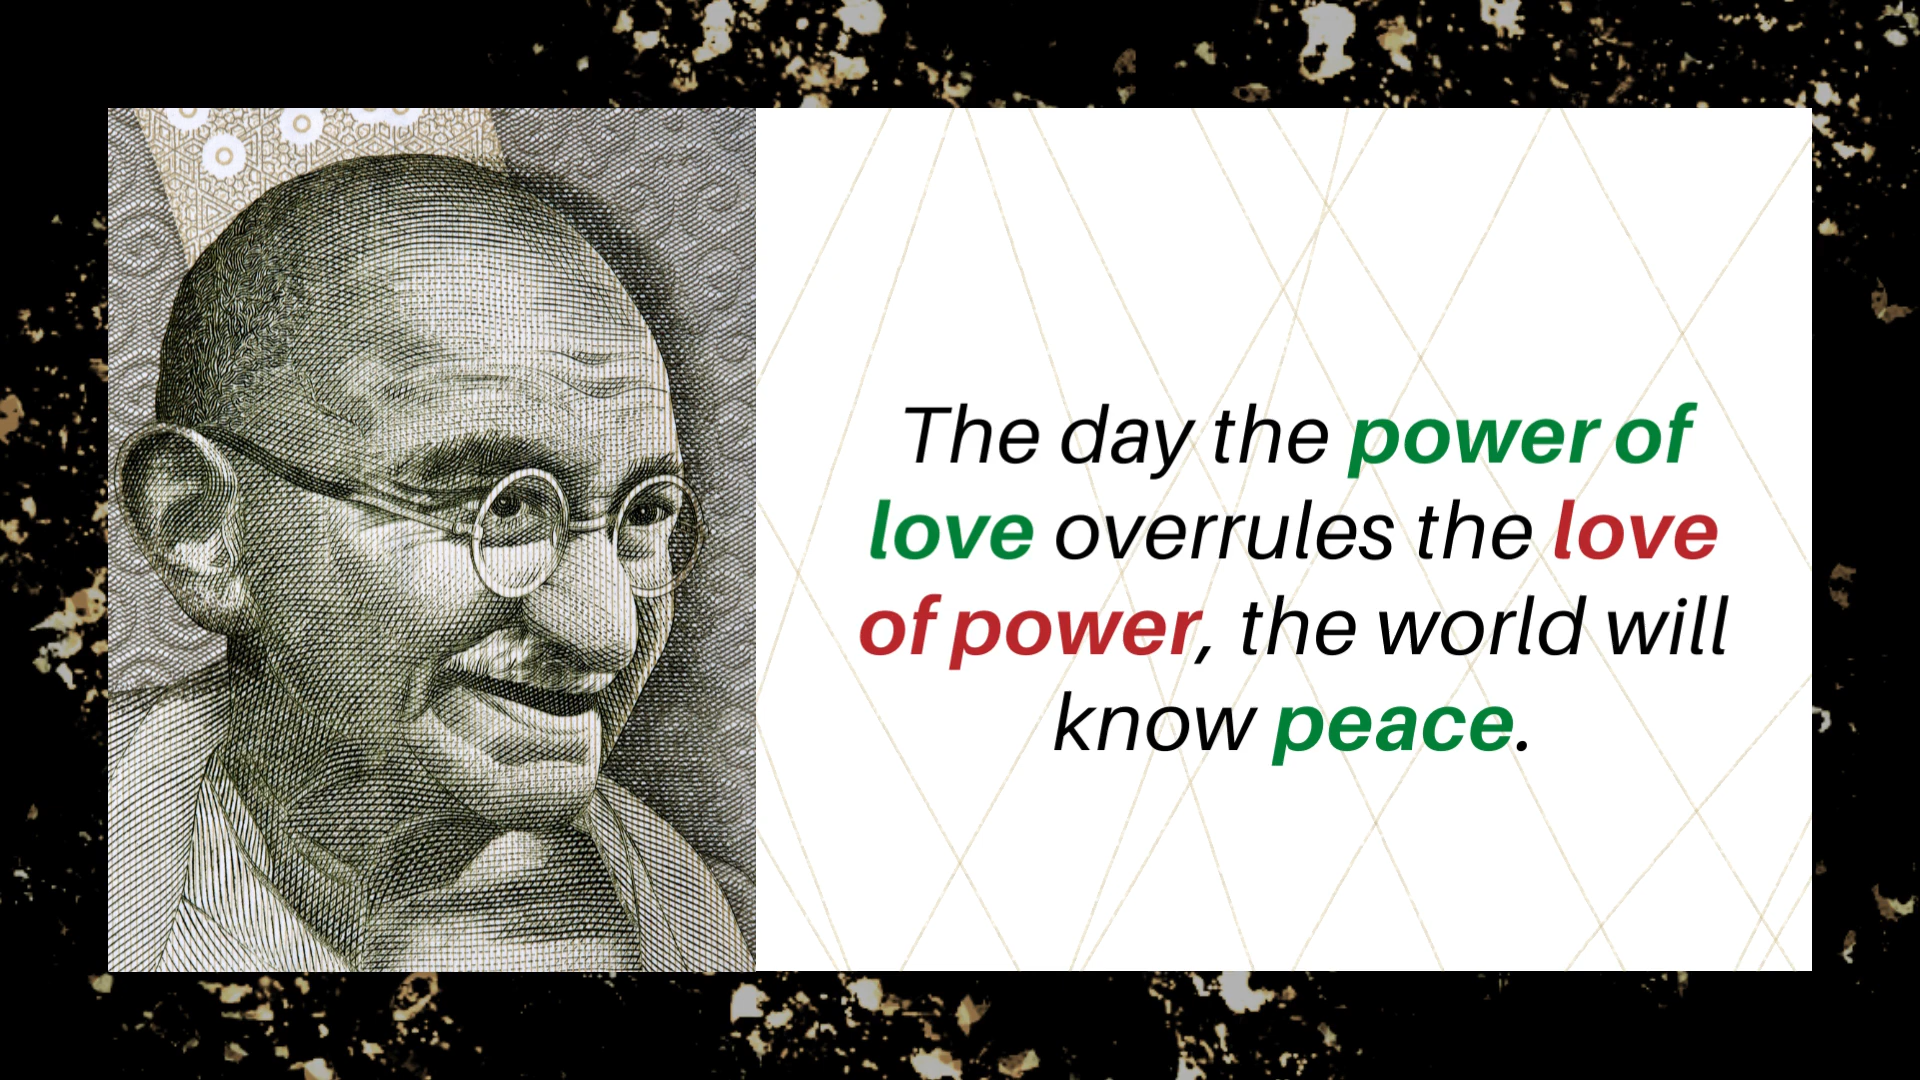 The day the power of
love overrules the love
of power, the world will
know peace.